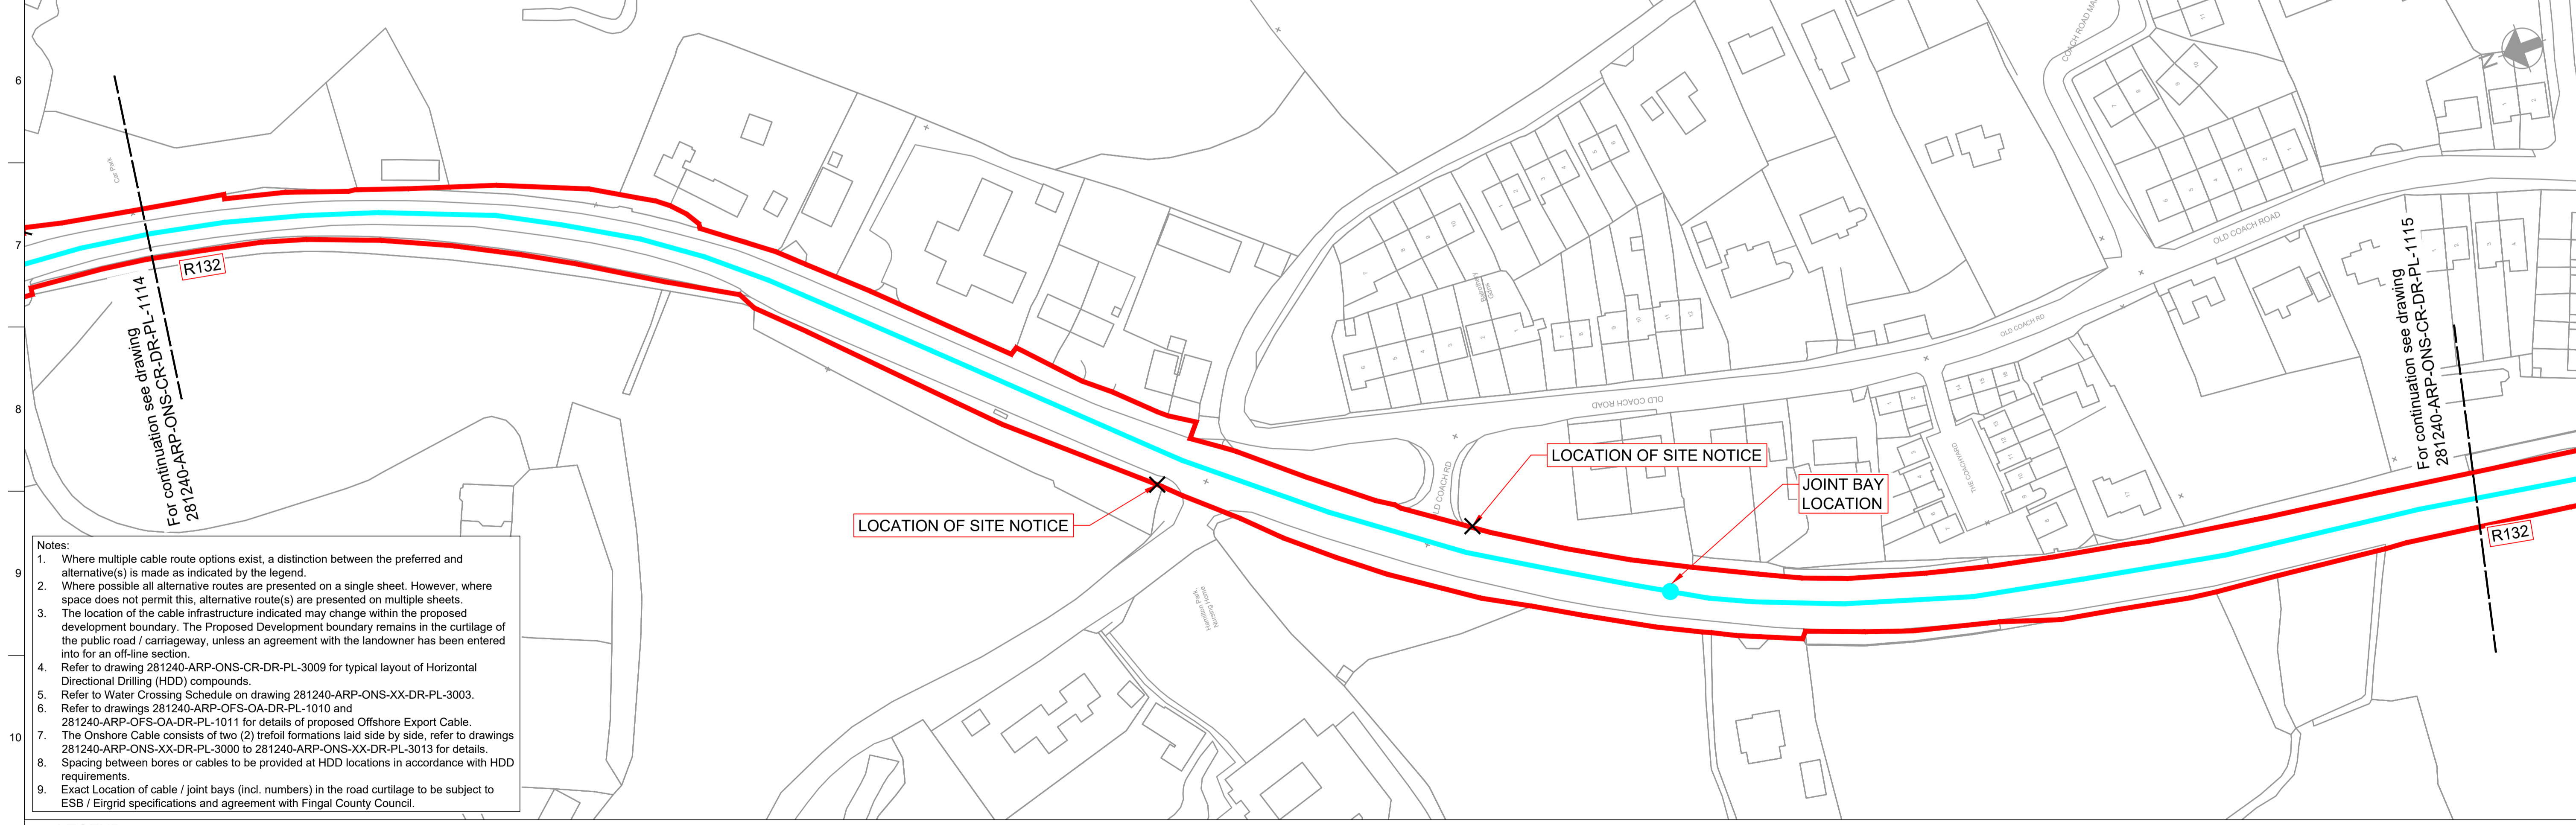 6
7
8
9
10
Car Park
For continuation see drawing
281240-ARP-ONS-CR-DR-PL-1114
R132
COACH ROAD
OLD COACH ROAD
OLD COACH RD
OLD COACH ROAD
OLD COACH RD
THE COACHYARD
Hamilton Park
Nursing Home
LOCATION OF SITE NOTICE
LOCATION OF SITE NOTICE
JOINT BAY
LOCATION
For continuation see drawing
281240-ARP-ONS-CR-DR-PL-1115
R132
N
Notes:
1. Where multiple cable route options exist, a distinction between the preferred and
alternative(s) is made as indicated by the legend.
2. Where possible all alternative routes are presented on a single sheet. However, where
space does not permit this, alternative route(s) are presented on multiple sheets.
3. The location of the cable infrastructure indicated may change within the proposed
development boundary. The Proposed Development boundary remains in the curtilage of
the public road / carriageway, unless an agreement with the landowner has been entered
into for an off-line section.
4. Refer to drawing 281240-ARP-ONS-CR-DR-PL-3009 for typical layout of Horizontal
Directional Drilling (HDD) compounds.
5. Refer to Water Crossing Schedule on drawing 281240-ARP-ONS-XX-DR-PL-3003.
6. Refer to drawings 281240-ARP-OFS-OA-DR-PL-1010 and
281240-ARP-OFS-OA-DR-PL-1011 for details of proposed Offshore Export Cable.
7. The Onshore Cable consists of two (2) trefoil formations laid side by side, refer to drawings
281240-ARP-ONS-XX-DR-PL-3000 to 281240-ARP-ONS-XX-DR-PL-3013 for details.
8. Spacing between bores or cables to be provided at HDD locations in accordance with HDD
requirements.
9. Exact Location of cable / joint bays (incl. numbers) in the road curtilage to be subject to
ESB / Eirgrid specifications and agreement with Fingal County Council.